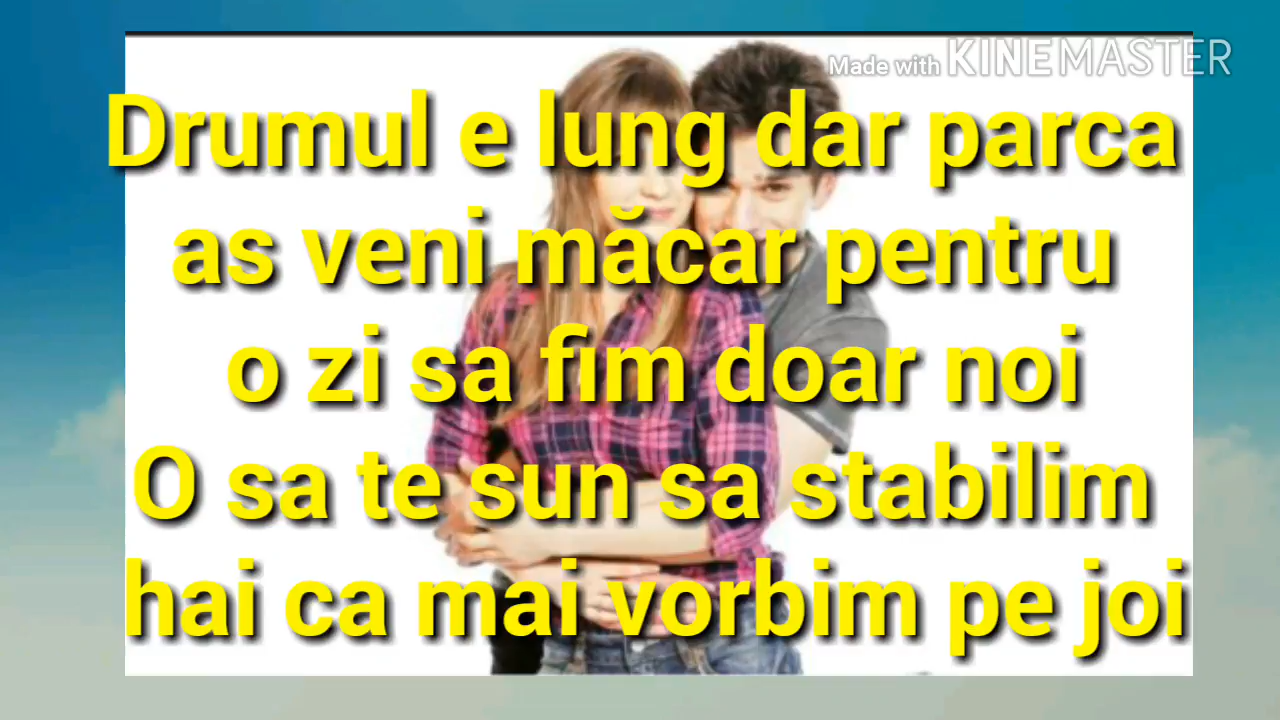 Made with KINEMASTER
Drumul e lung dar parca
as veni măcar pentru
o zi sa fim doar noi
O sa te sun sa stabilim
hai ca mai vorbim pe joi